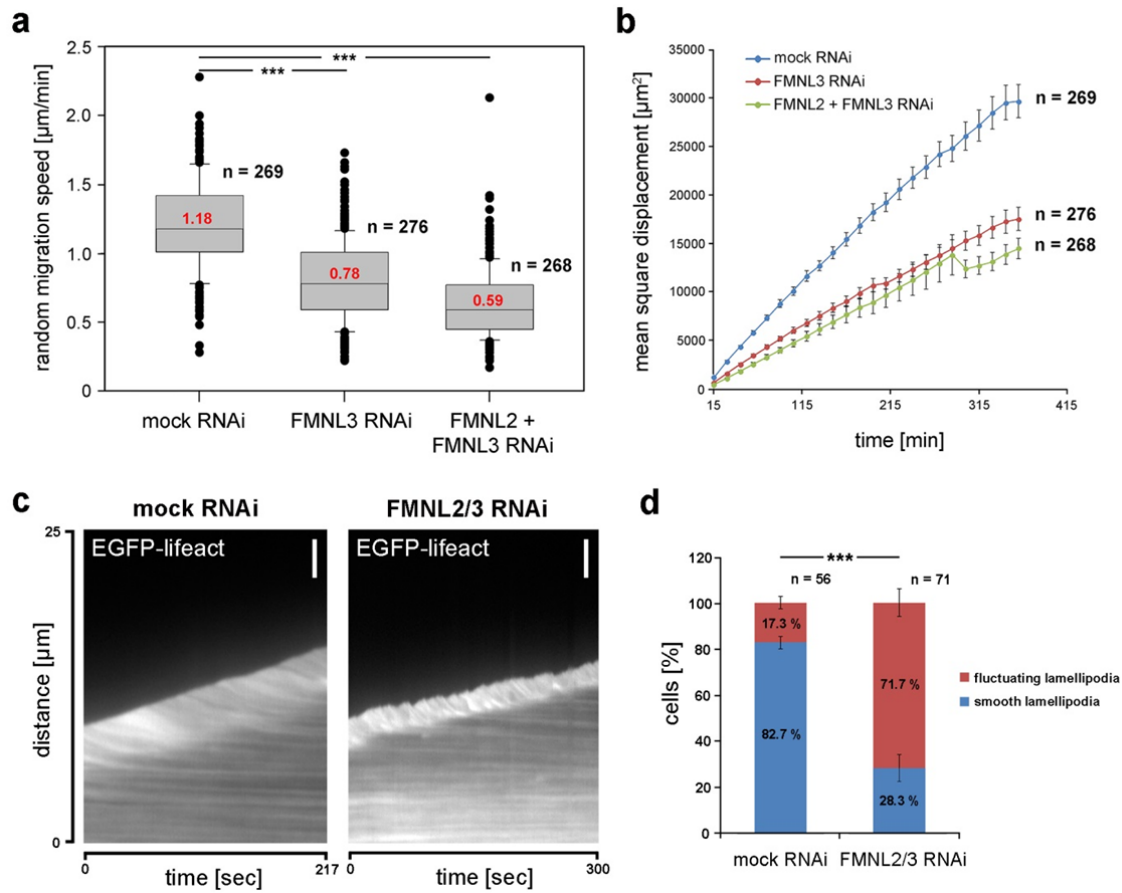 a
random migration speed [µm/min]
2.5
2.0
1.5
1.0
0.5
0
***
***
n = 269
1.18
n = 276
0.78
n = 268
0.59
mock RNAi
FMNL3 RNAi
FMNL2 +
FMNL3 RNAi
b
mean square displacement [µm²]
35000
30000
25000
20000
15000
10000
5000
0
mock RNAi
FMNL3 RNAi
FMNL2 + FMNL3 RNAi
n = 269
n = 276
n = 268
15
115
215
315
415
time [min]
c
mock RNAi
FMNL2/3 RNAi
distance [µm]
25
0
EGFP-lifeact
EGFP-lifeact
0
217
time [sec]
0
300
time [sec]
d
cells [%]
120
100
80
60
40
20
0
***
n = 56
n = 71
17.3 %
82.7 %
71.7 %
28.3 %
fluctuating lamellipodia
smooth lamellipodia
mock RNAi
FMNL2/3 RNAi